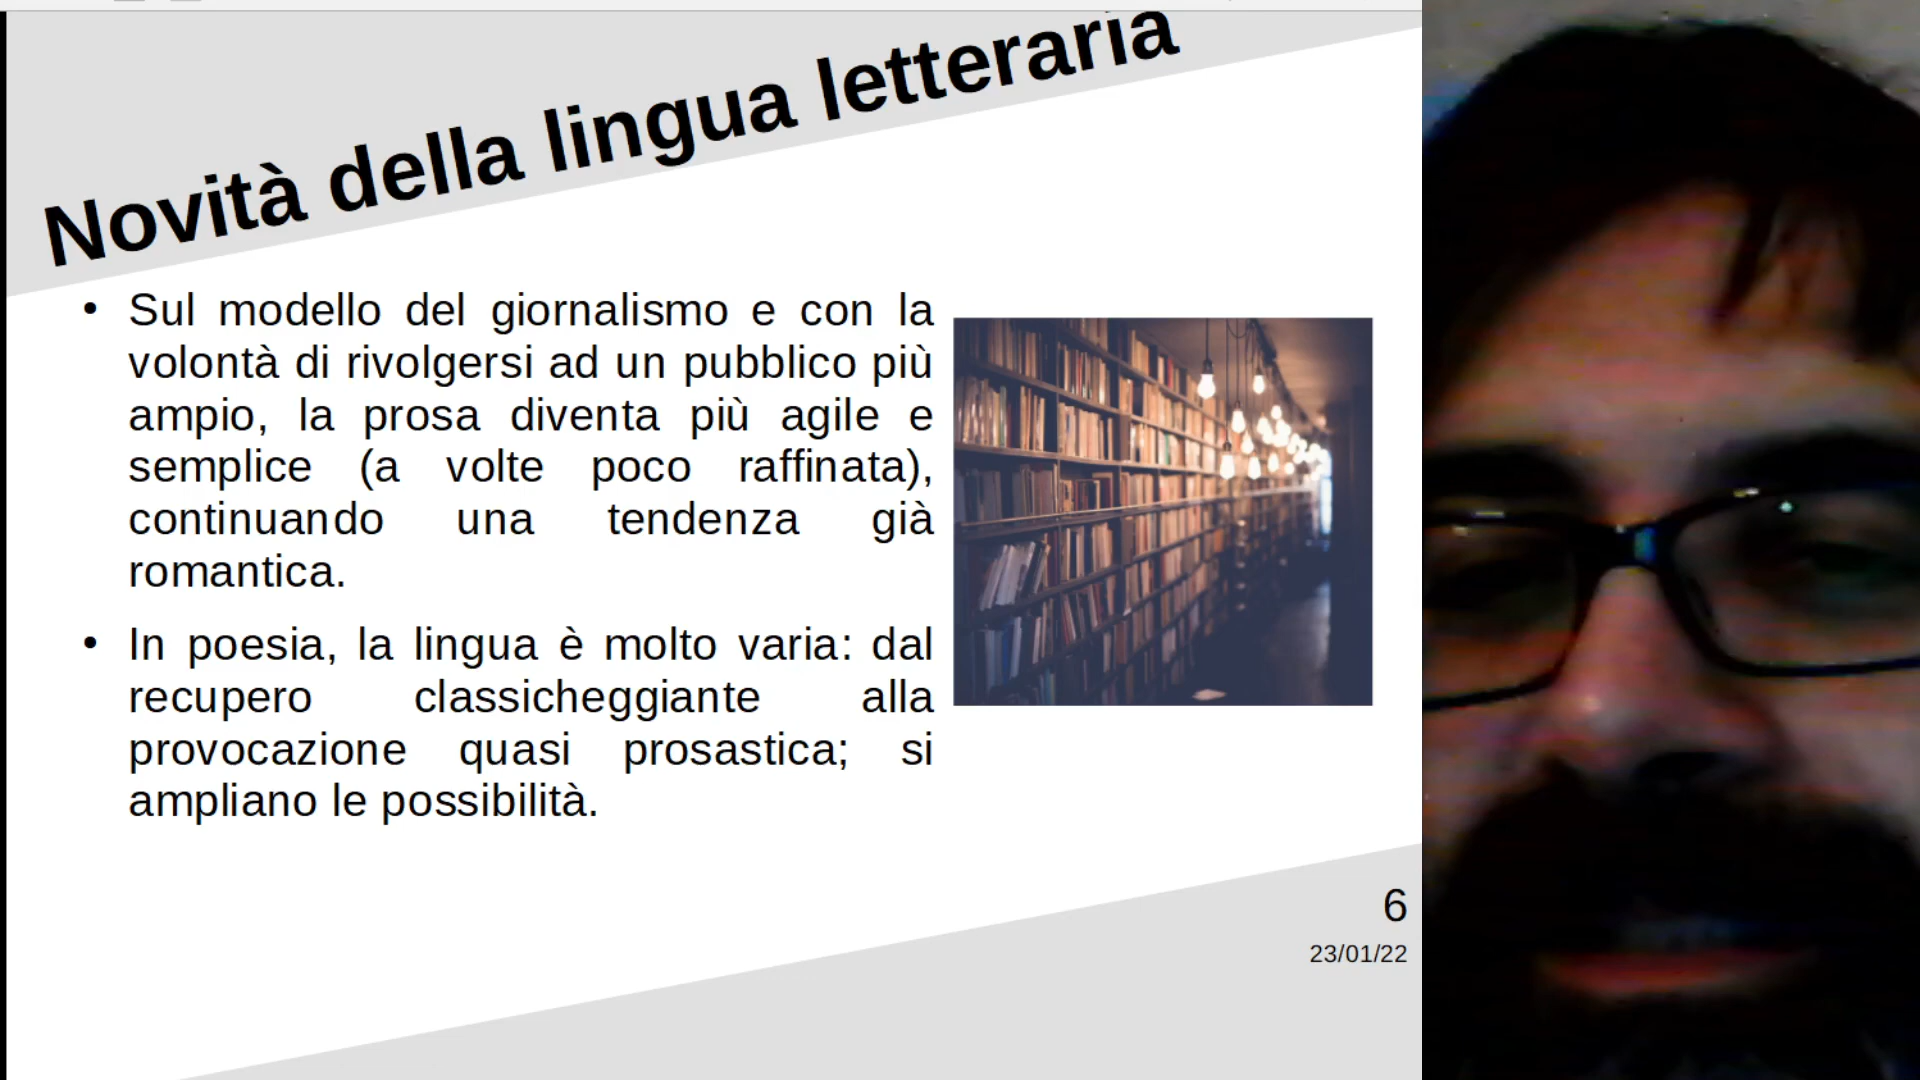 Novità della lingua letteraria
• Sul modello del giornalismo e con la
volontà di rivolgersi ad un pubblico più
ampio, la prosa diventa più agile e
semplice (a volte poco raffinata),
continuando una tendenza già
romantica.
• In poesia, la lingua è molto varia: dal
recupero classicheggiante alla
provocazione quasi prosastica; si
ampliano le possibilità.
6
23/01/22